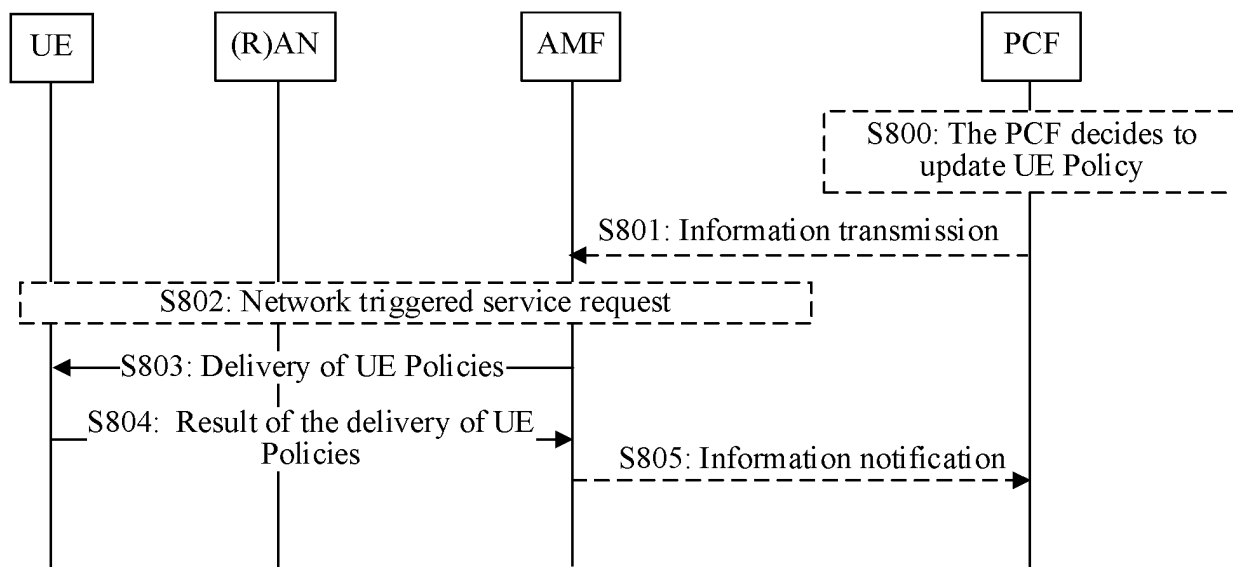 UE
(R)AN
AMF
PCF
S800: The PCF decides to
update UE Policy
S801: Information transmission
S802: Network triggered service request
S803: Delivery of UE Policies
S804: Result of the delivery of UE
Policies
S805: Information notification